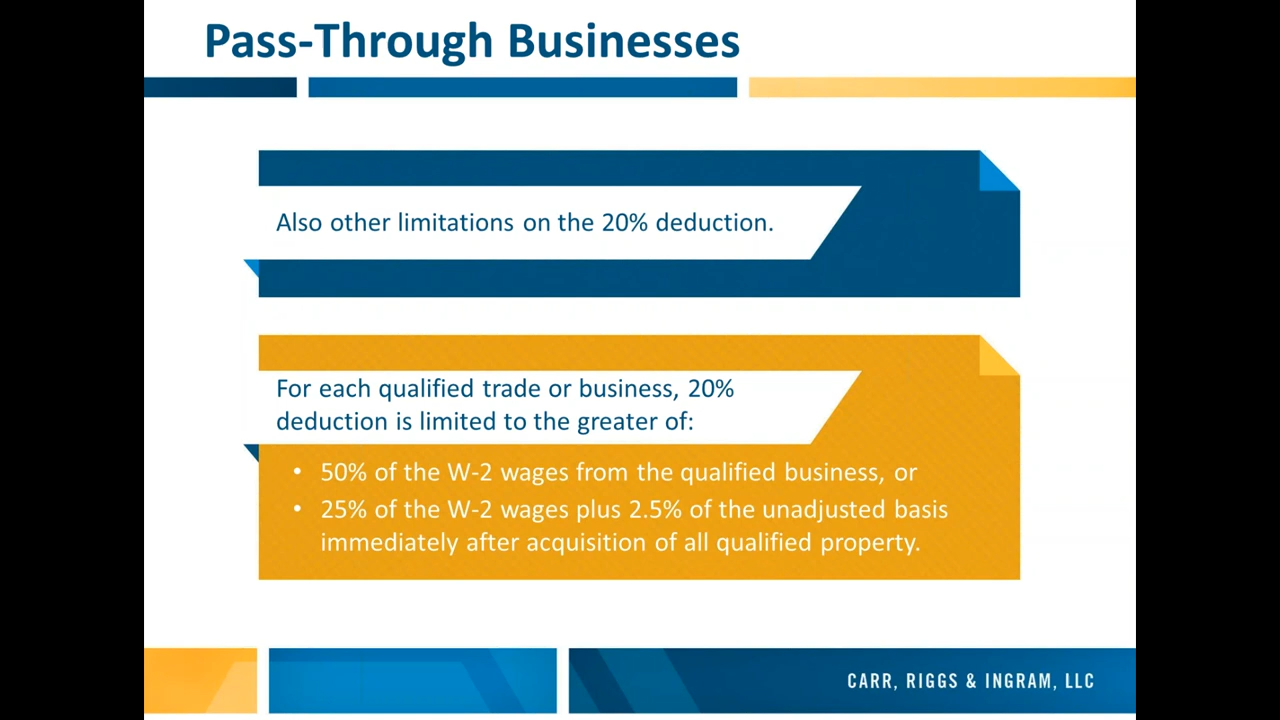 Pass-Through Businesses
Also other limitations on the 20% deduction.
For each qualified trade or business, 20%
deduction is limited to the greater of:
• 50% of the W-2 wages from the qualified business, or
• 25% of the W-2 wages plus 2.5% of the unadjusted basis
immediately after acquisition of all qualified property.
CARR, RIGGS & INGRAM, LLC